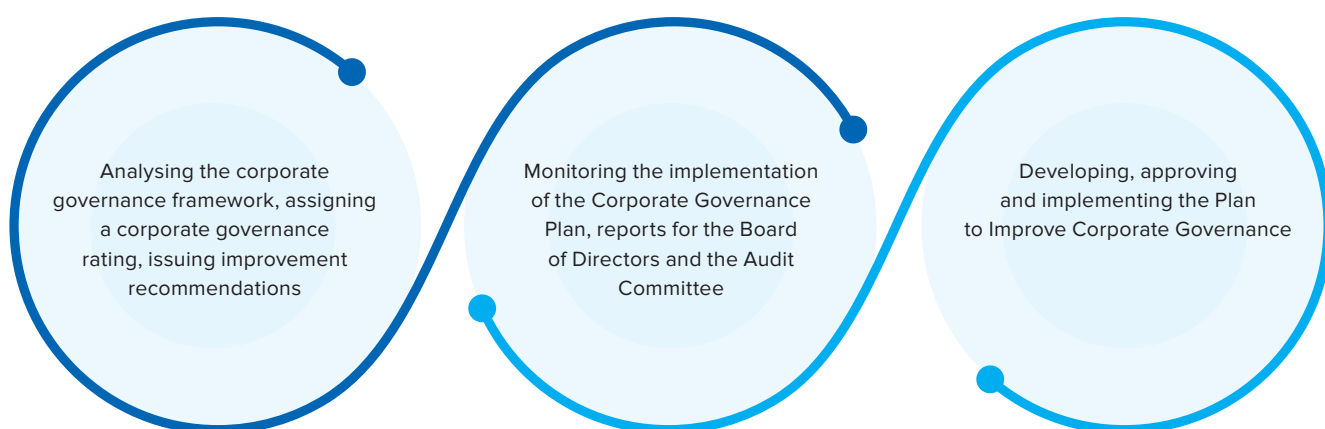 Analysing the corporate
governance framework, assigning
a corporate governance
rating, issuing improvement
recommendations
Monitoring the implementation
of the Corporate Governance
Plan, reports for the Board
of Directors and the Audit
Committee
Developing, approving
and implementing the Plan
to Improve Corporate Governance